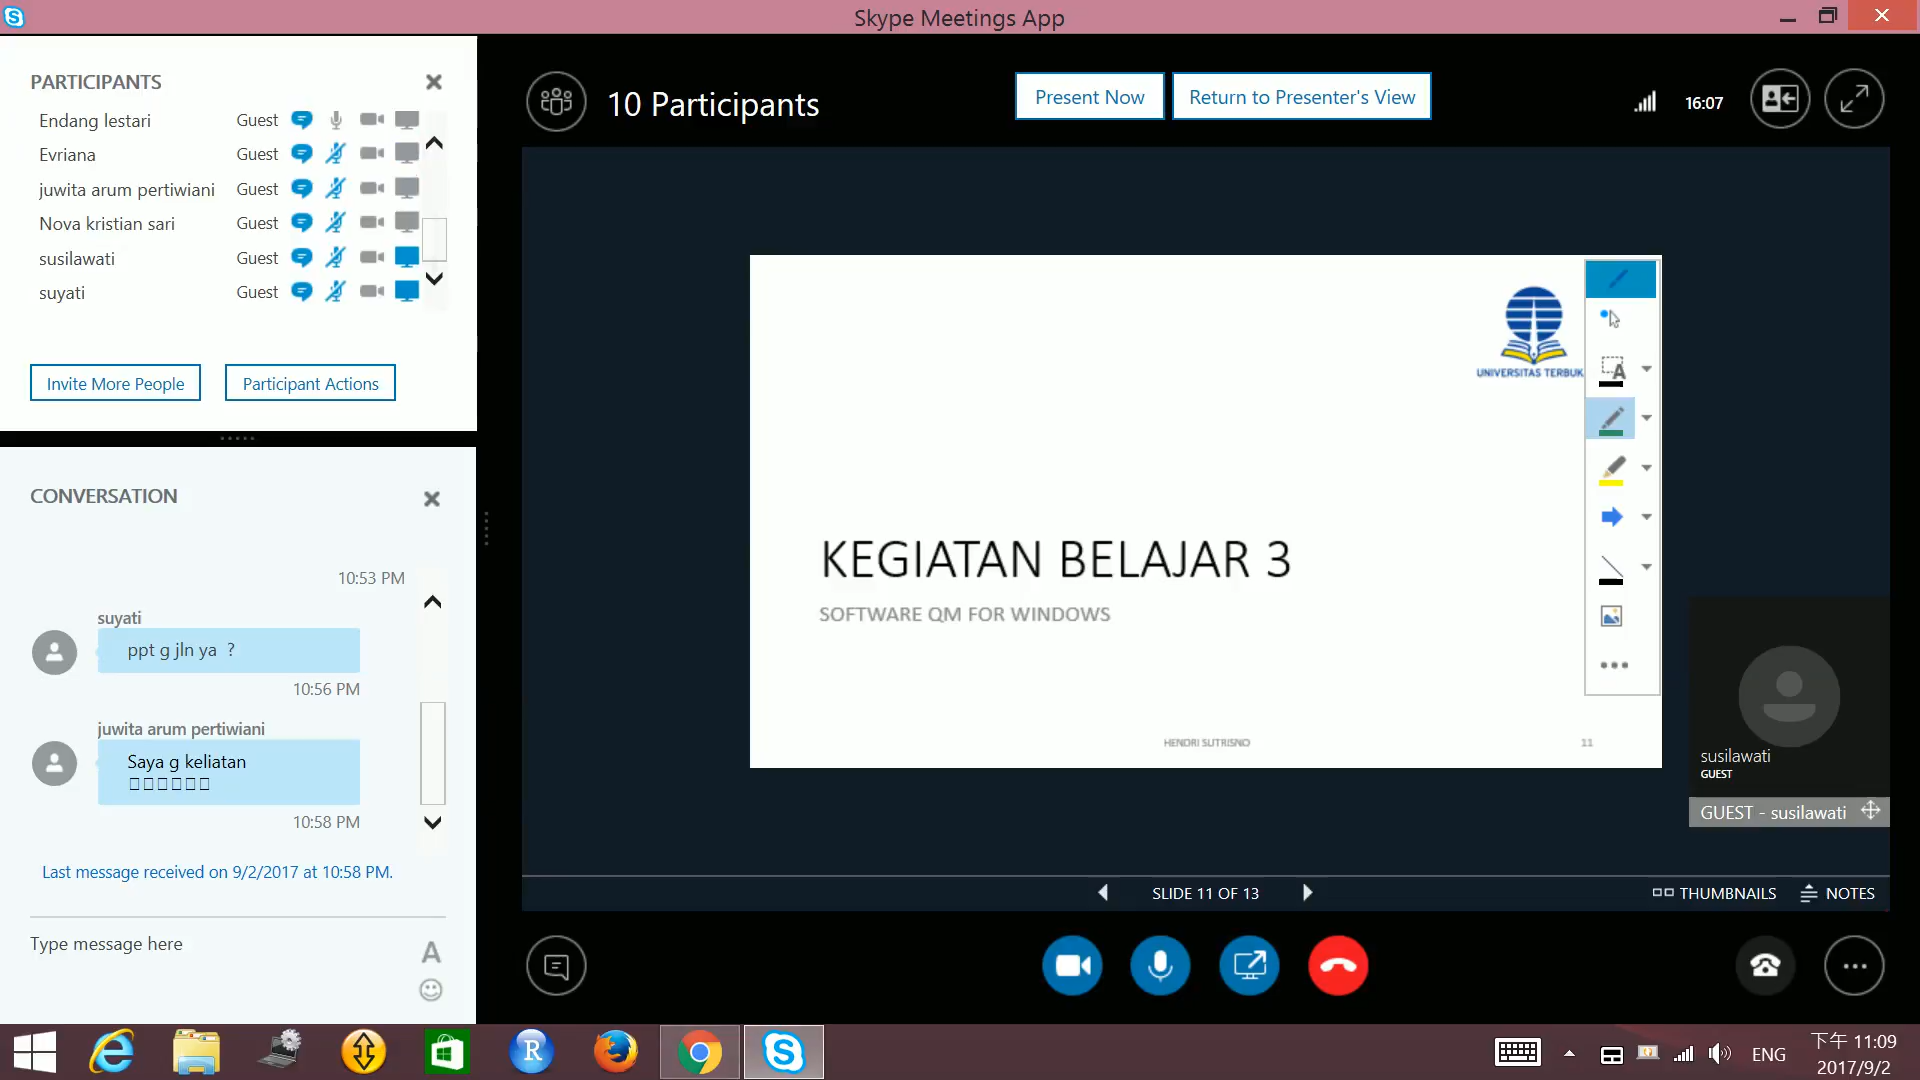 Skype Meetings App
PARTICIPANTS
Endang lestari Guest
Evriana Guest
juwita arum pertiwiani Guest
Nova kristian sari Guest
susilawati Guest
suyati Guest
Invite More People Participant Actions
CONVERSATION
10:53 PM
suyati
ppt g jln ya ?
10:56 PM
juwita arum pertiwiani
Saya g keliatan
10:58 PM
Last message received on 9/2/2017 at 10:58 PM.
Type message here
A
10 Participants
Present Now Return to Presenter's View
16:07
UNIVERSITAS TERBUK
A
KEGIATAN BELAJAR 3
SOFTWARE QM FOR WINDOWS
HENDRI SUTRISNO 11
susilawati
GUEST
GUEST - susilawati
SLIDE 11 OF 13
THUMBNAILS NOTES
R
ENG
下午 11:09
2017/9/2